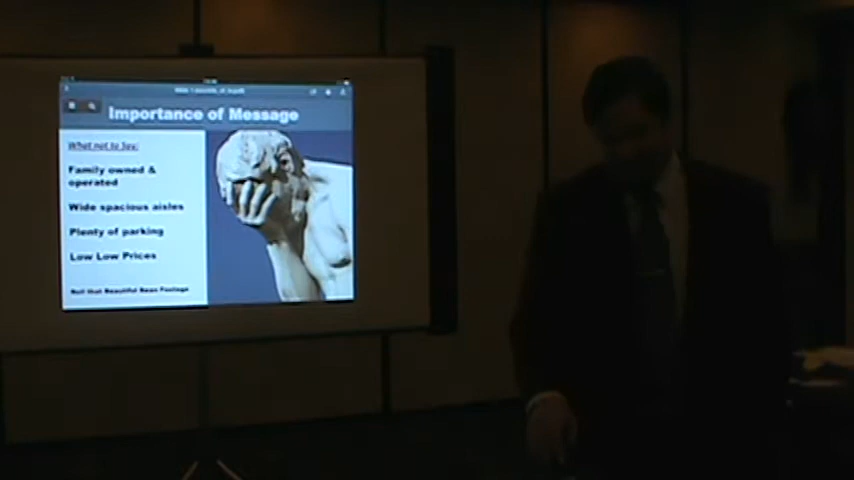 Importance of Message
What not to Say:
Family owned &
operated
Wide spacious aisles
Plenty of parking
Low Low Prices